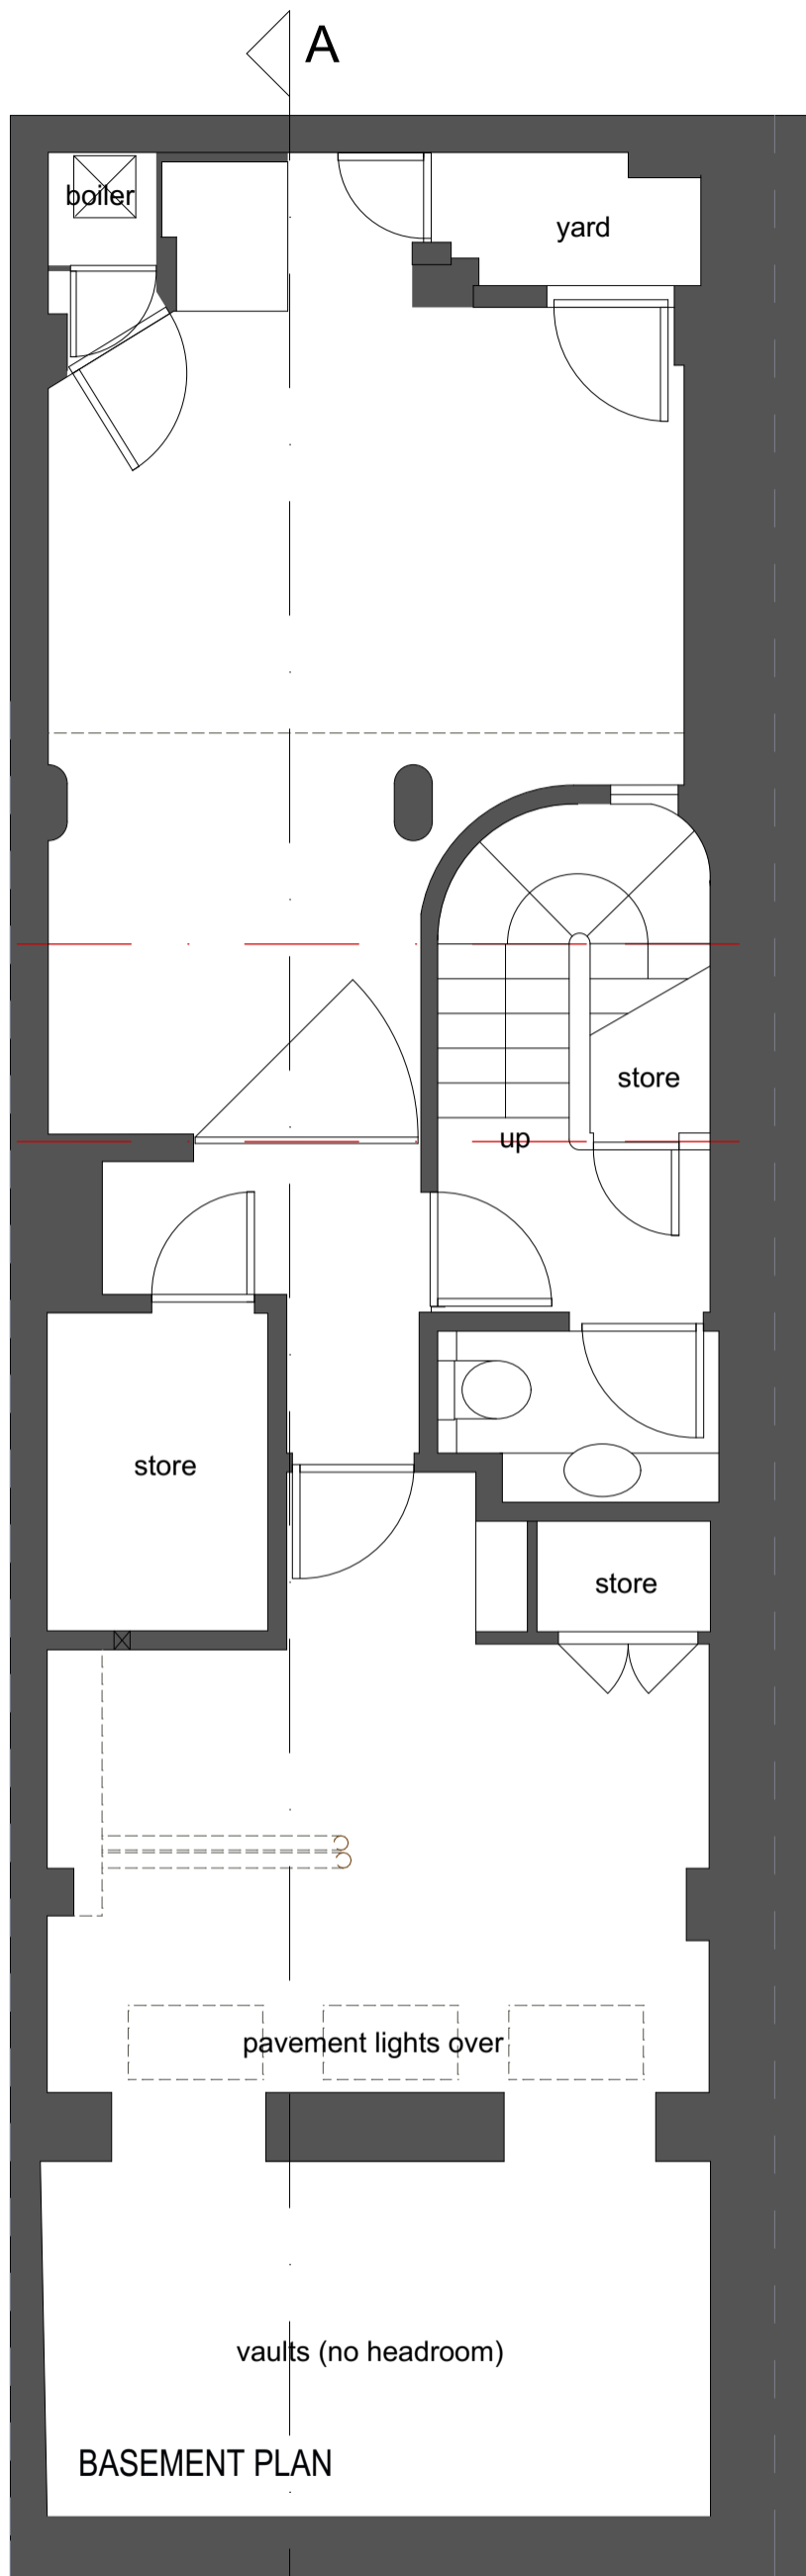 A
boiler
yard
store
up
store
store
pavement lights over
vaults (no headroom)
BASEMENT PLAN